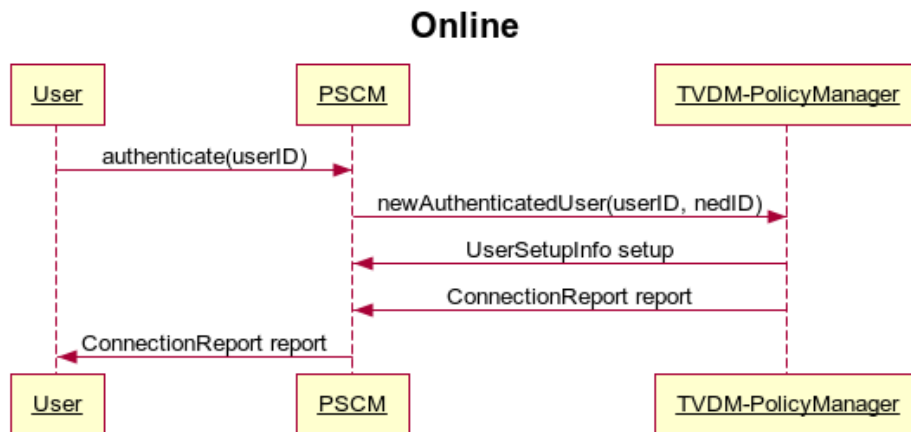 Online
User PSCM TVDM-PolicyManager
authenticate(userID)
newAuthenticatedUser(userID, nedID)
UserSetupInfo setup
ConnectionReport report
ConnectionReport report
User PSCM TVDM-PolicyManager